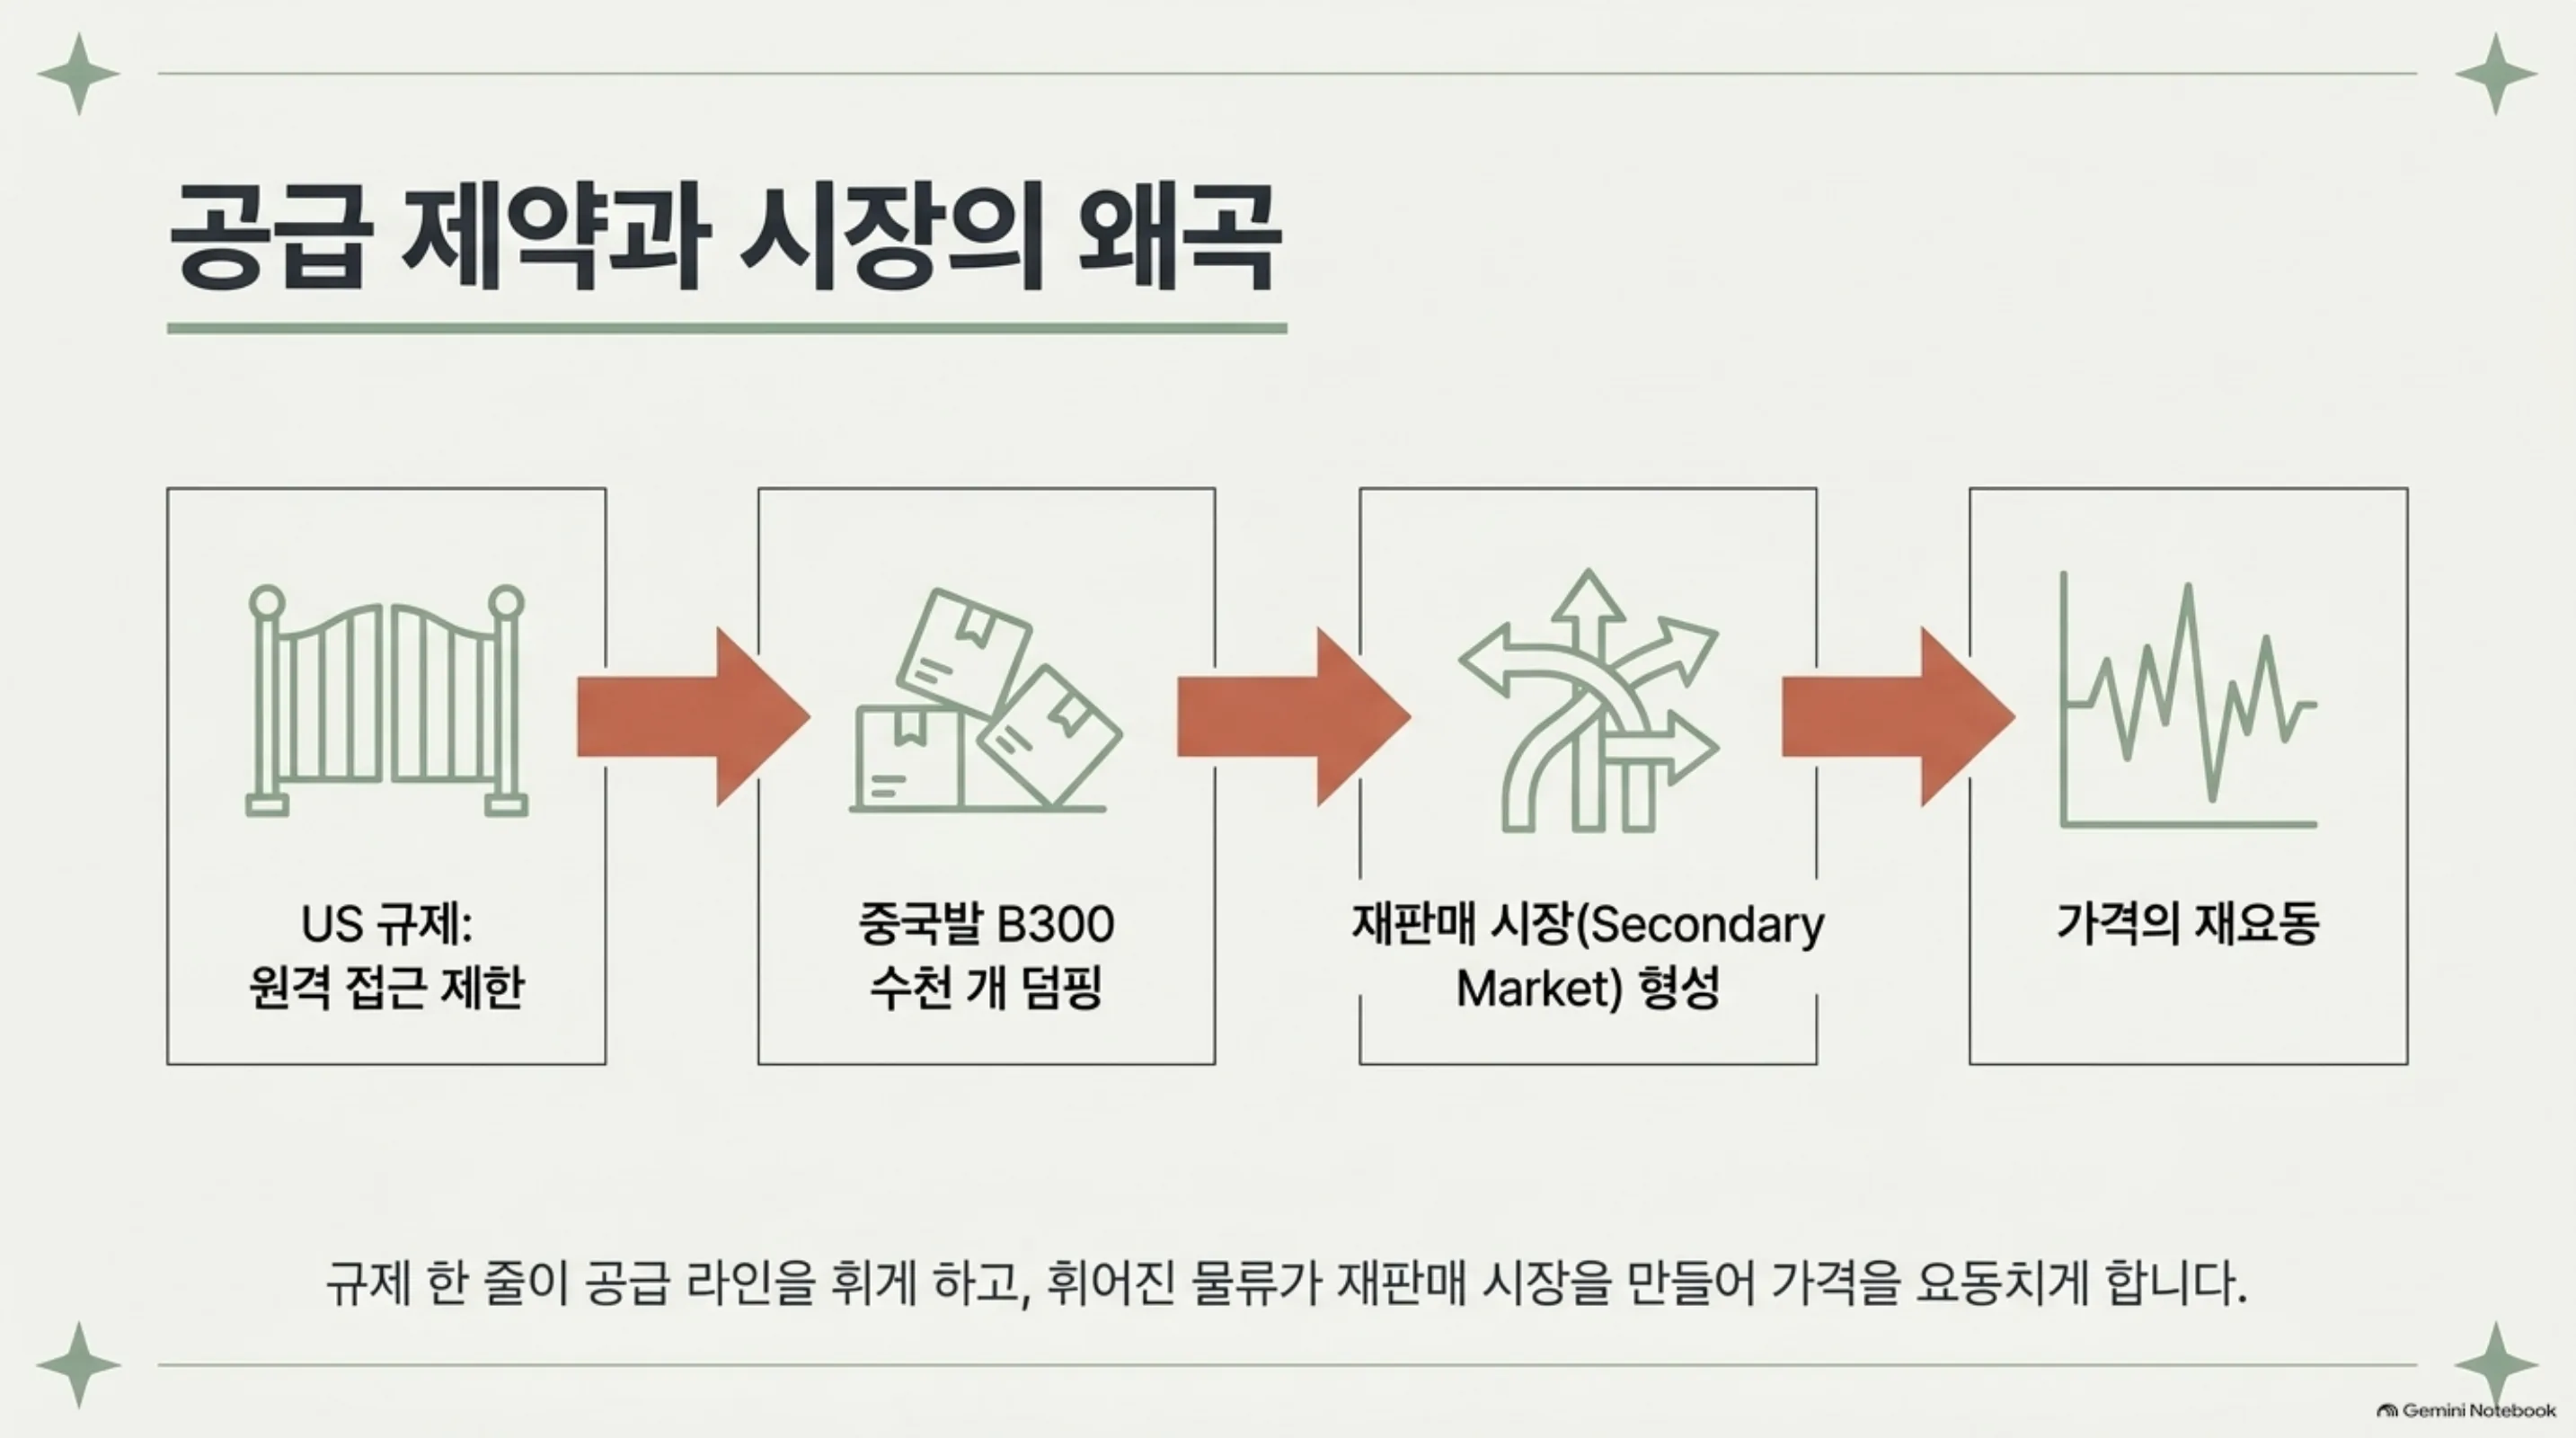 공급 제약과 시장의 왜곡
US 규제:
원격 접근 제한
중국발 B300
수천 개 덤핑
재판매 시장(Secondary
Market) 형성
가격의 재요동
규제 한 줄이 공급 라인을 휘게 하고, 휘어진 물류가 재판매 시장을 만들어 가격을 요동치게 합니다.
Gemini Notebook